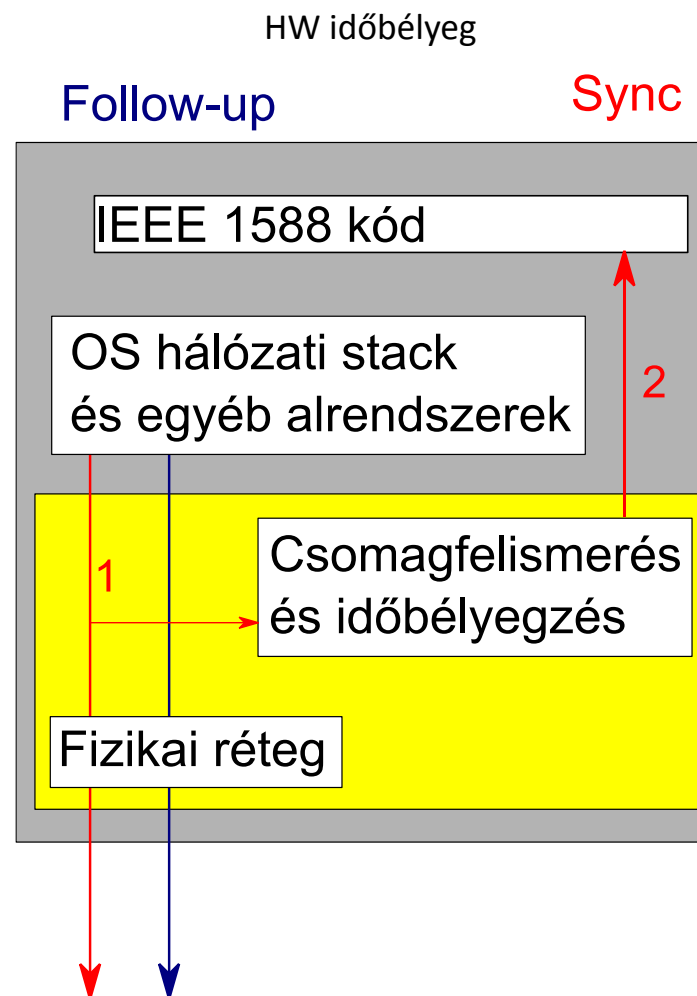 HW időbélyeg
Follow-up
Sync
IEEE 1588 kód
OS hálózati stack
és egyéb alrendszerek
2
Csomagfelismerés
és időbélyegzés
1
Fizikai réteg